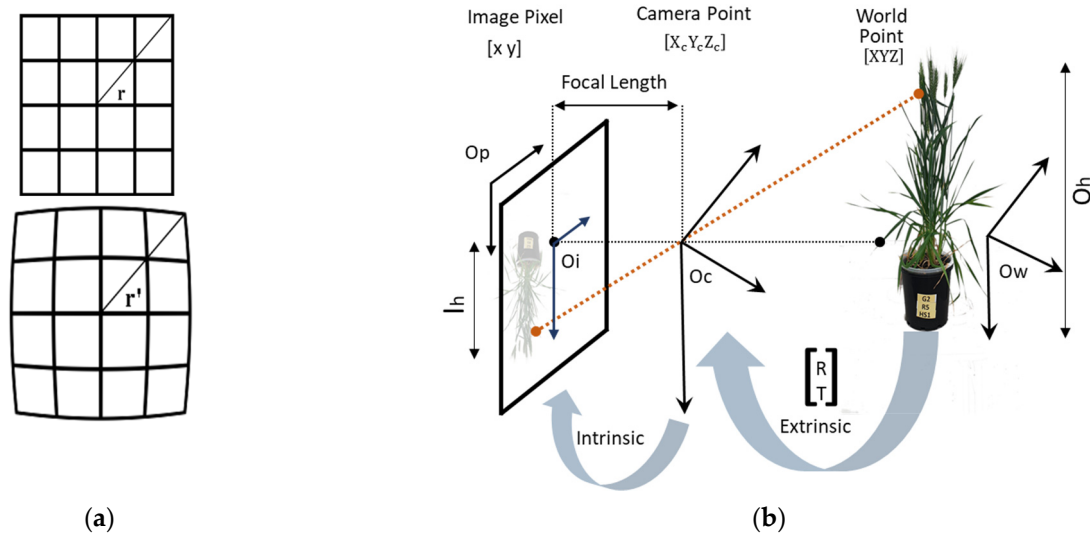 r
r'
(a)
Image Pixel
[x y]
Camera Point
[XcYcZc]
World
Point
[XYZ]
Focal Length
Op
Oi
Ih
Oc
Ow
Oh
G2
R5
HS1
R
T
Intrinsic
Extrinsic
(b)